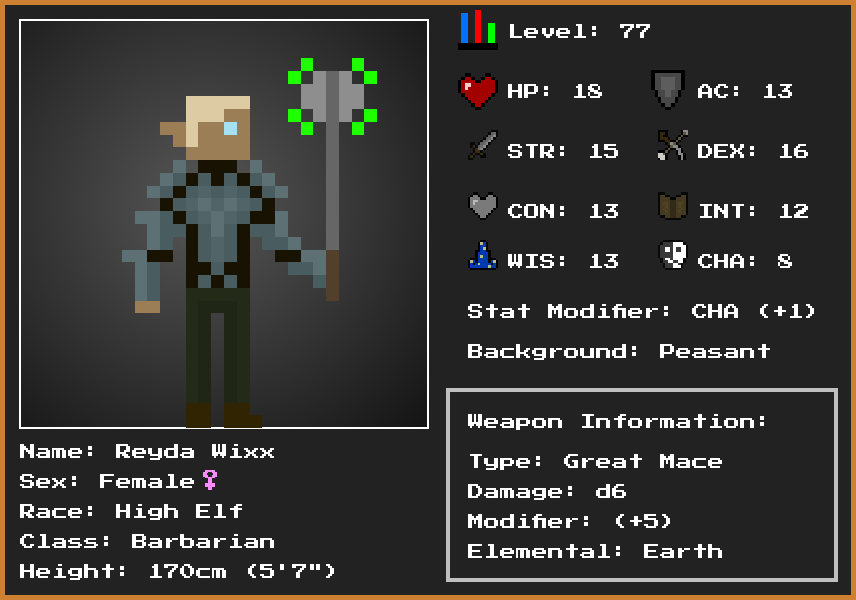 Level: 77
HP: 18 AC: 13
STR: 15 DEX: 16
CON: 13 INT: 12
WIS: 13 CHA: 8
Stat Modifier: CHA (+1)
Background: Peasant
Weapon Information:
Type: Great Mace
Damage: d6
Modifier: (+5)
Elemental: Earth
Name: Reyda Wixx
Sex: Female♀
Race: High Elf
Class: Barbarian
Height: 170cm (5'7")